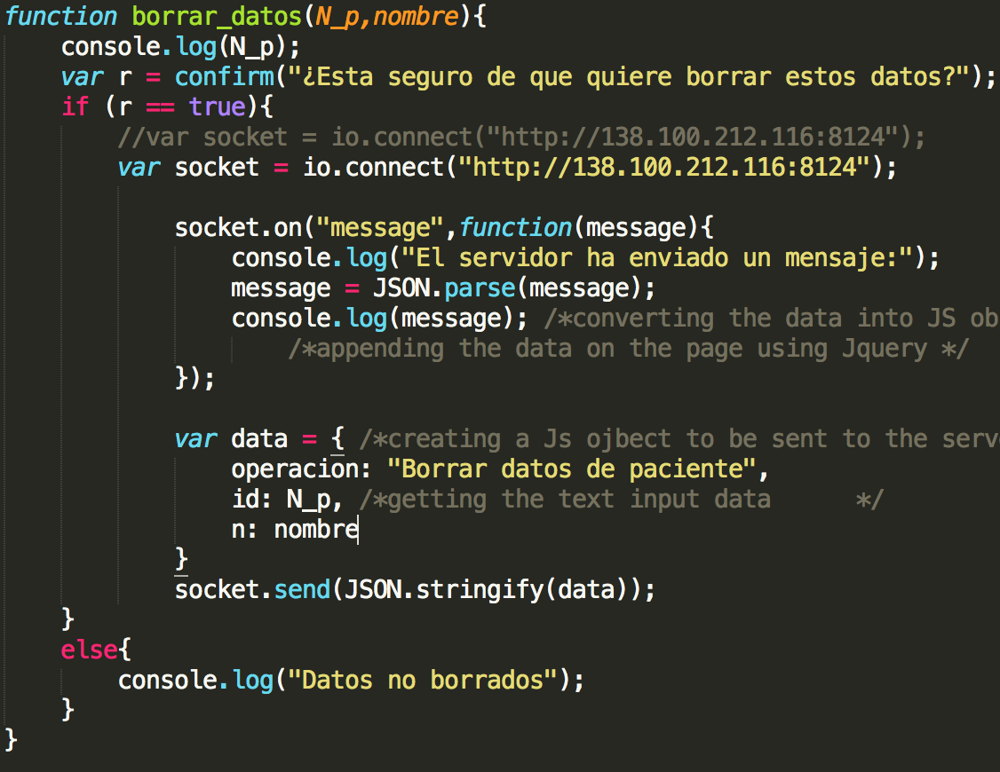 function borrar_datos(N_p,nombre){
console.log(N_p);
var r = confirm("¿Esta seguro de que quiere borrar estos datos?");
if (r == true){
//var socket = io.connect("http://138.100.212.116:8124");
var socket = io.connect("http://138.100.212.116:8124");
socket.on("message",function(message){
console.log("El servidor ha enviado un mensaje:");
message = JSON.parse(message);
console.log(message); /*converting the data into JS ob
/*appending the data on the page using Jquery */
});
var data = { /*creating a Js ojbect to be sent to the serv
operacion: "Borrar datos de paciente",
id: N_p, /*getting the text input data */
n: nombre
}
socket.send(JSON.stringify(data));
}
else{
console.log("Datos no borrados");
}
}